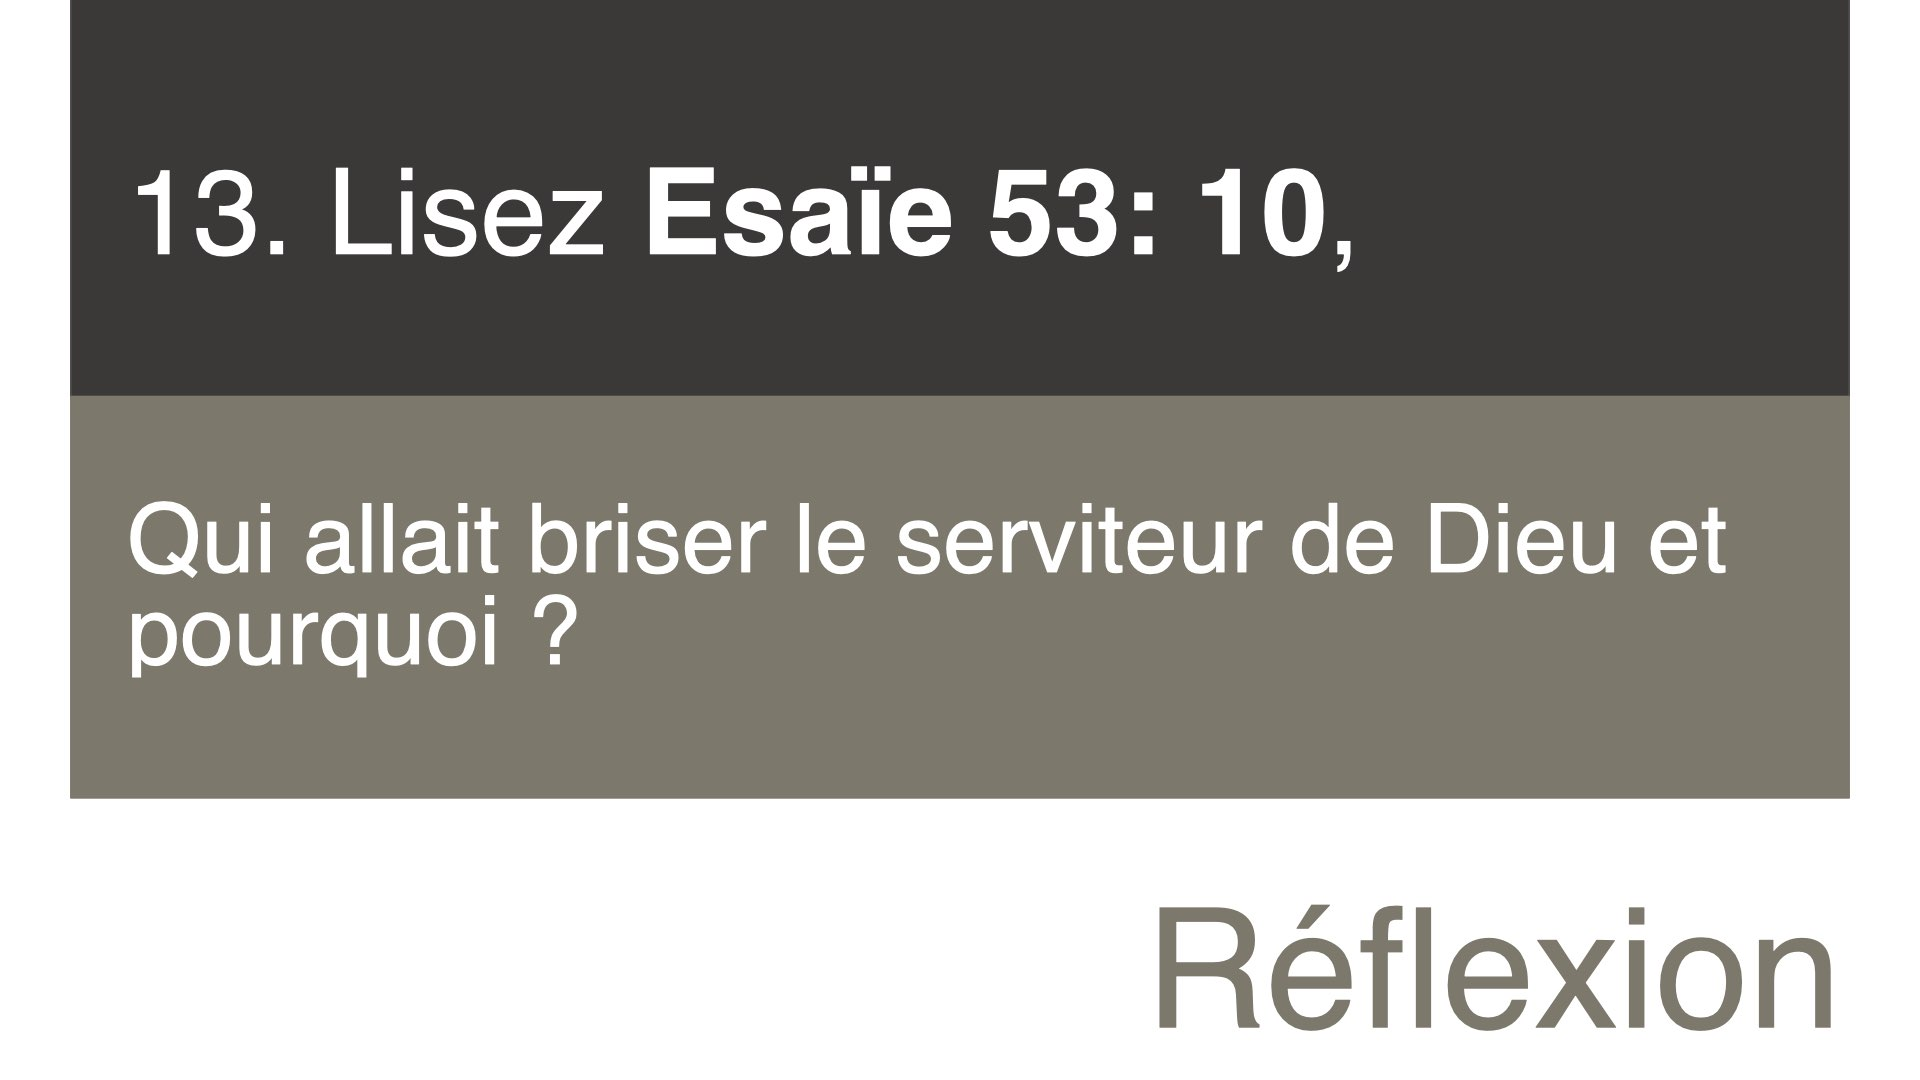 13. Lisez Esaïe 53: 10,
Qui allait briser le serviteur de Dieu et
pourquoi ?
Réflexion